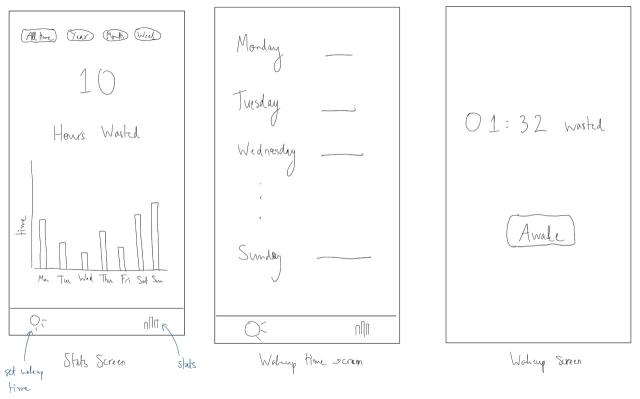 All time Year Month Week
10
Hours Wasted
time
Mon Tue Wed Thu Fri Sat Sun
set wakeup
time
stats
Stats Screen
Monday
Tuesday
Wednesday
Sunday
Wakeup time screen
01:32 wasted
Awake
Wakeup Screen